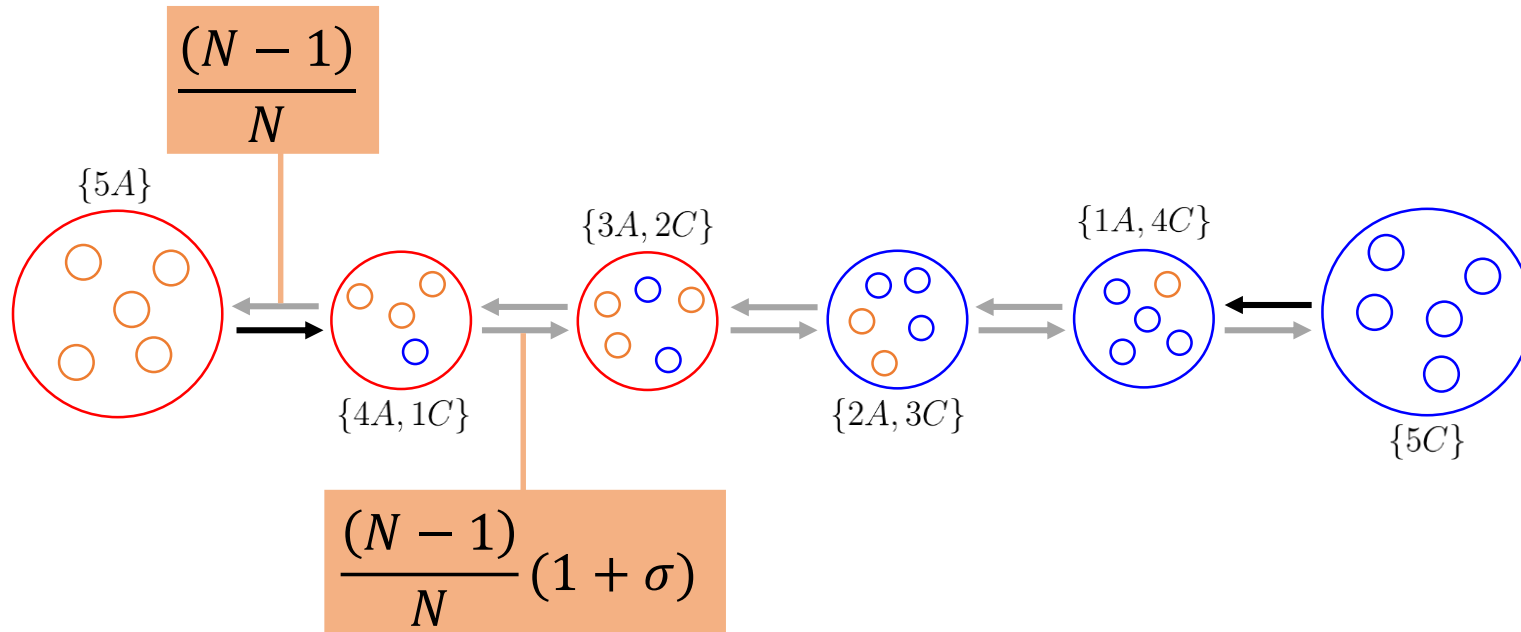 (N − 1)
N
{5A}
{3A, 2C}
{1A, 4C}
{4A, 1C}
{2A, 3C}
{5C}
(N − 1)
N
(1 + σ)